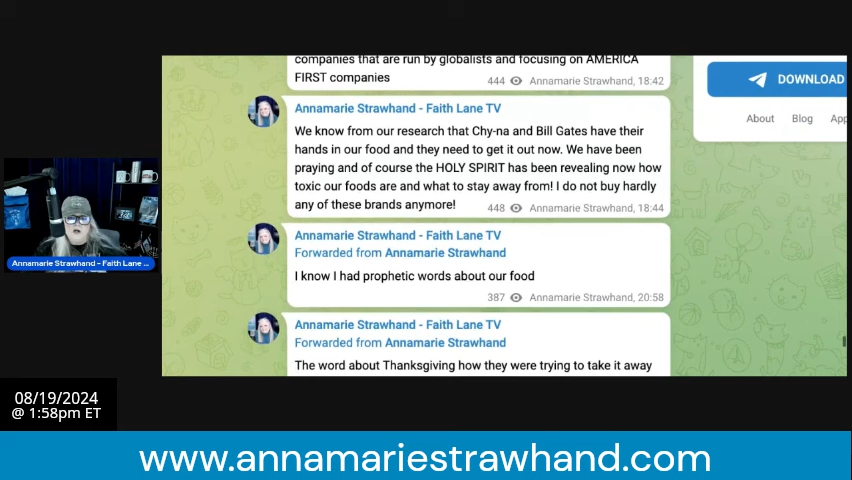 companies that are run by globalists and focusing on AMERICA
FIRST companies
444 Annamarie Strawhand, 18:42
Annamarie Strawhand - Faith Lane TV
We know from our research that Chy-na and Bill Gates have their
hands in our food and they need to get it out now. We have been
praying and of course the HOLY SPIRIT has been revealing now how
toxic our foods are and what to stay away from! I do not buy hardly
any of these brands anymore!
448 Annamarie Strawhand, 18:44
Annamarie Strawhand - Faith Lane TV
Forwarded from Annamarie Strawhand
I know I had prophetic words about our food
387 Annamarie Strawhand, 20:58
Annamarie Strawhand - Faith Lane TV
Forwarded from Annamarie Strawhand
The word about Thanksgiving how they were trying to take it away
DOWNLOAD
About Blog App
Annamarie Strawhand - Faith Lane ...
08/19/2024
@ 1:58pm ET
www.annamariestrawhand.com